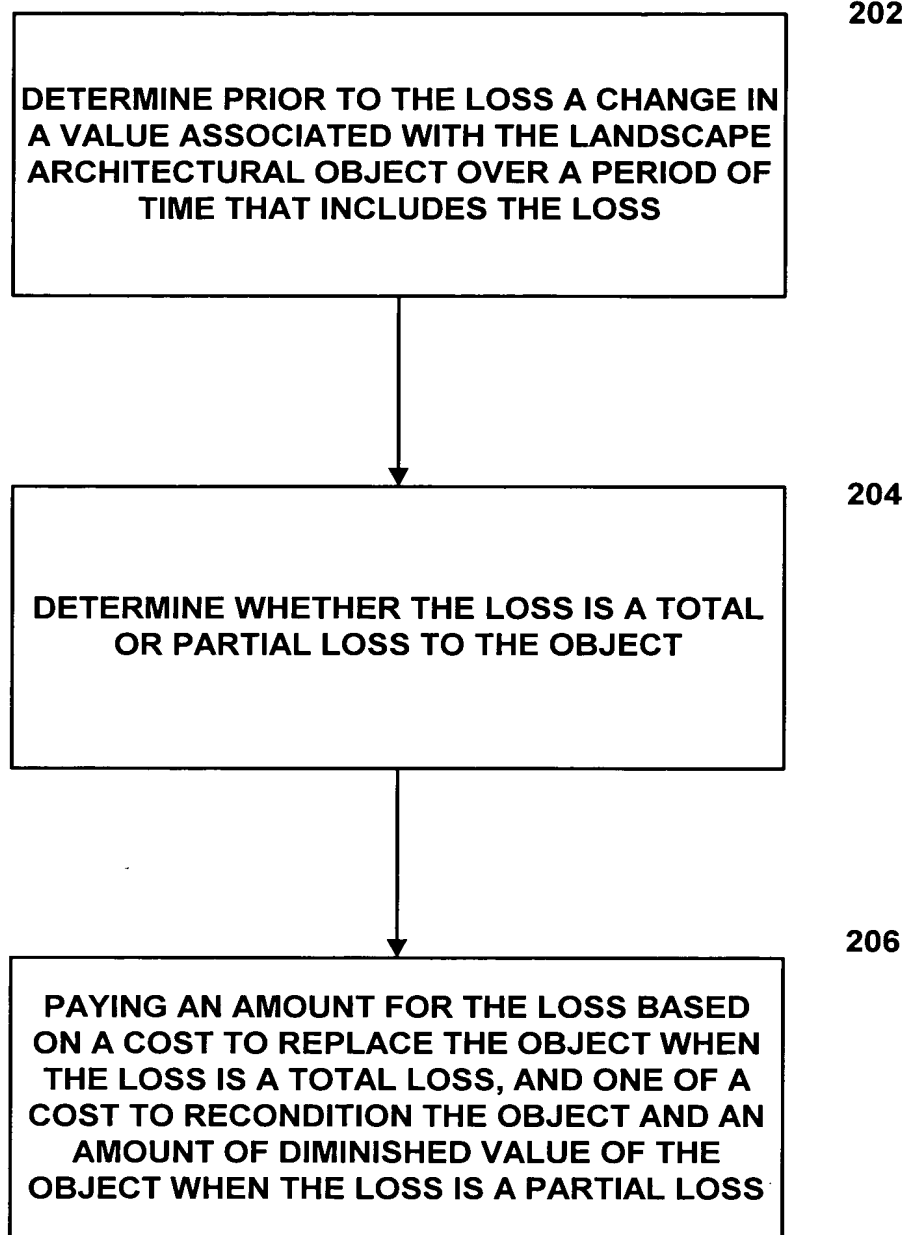 202
DETERMINE PRIOR TO THE LOSS A CHANGE IN
A VALUE ASSOCIATED WITH THE LANDSCAPE
ARCHITECTURAL OBJECT OVER A PERIOD OF
TIME THAT INCLUDES THE LOSS
204
DETERMINE WHETHER THE LOSS IS A TOTAL
OR PARTIAL LOSS TO THE OBJECT
206
PAYING AN AMOUNT FOR THE LOSS BASED
ON A COST TO REPLACE THE OBJECT WHEN
THE LOSS IS A TOTAL LOSS, AND ONE OF A
COST TO RECONDITION THE OBJECT AND AN
AMOUNT OF DIMINISHED VALUE OF THE
OBJECT WHEN THE LOSS IS A PARTIAL LOSS